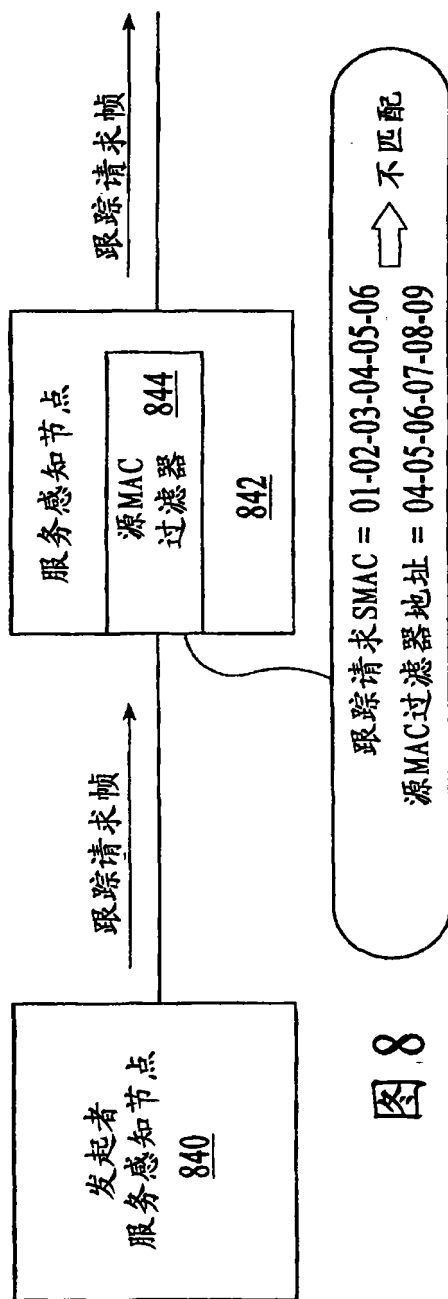 发起者
服务感知节点
840
跟踪请求帧
服务感知节点
源MAC
过滤器
844
842
跟踪请求帧
跟踪请求SMAC = 01-02-03-04-05-06
源MAC过滤器地址 = 04-05-06-07-08-09
不匹配
图 8